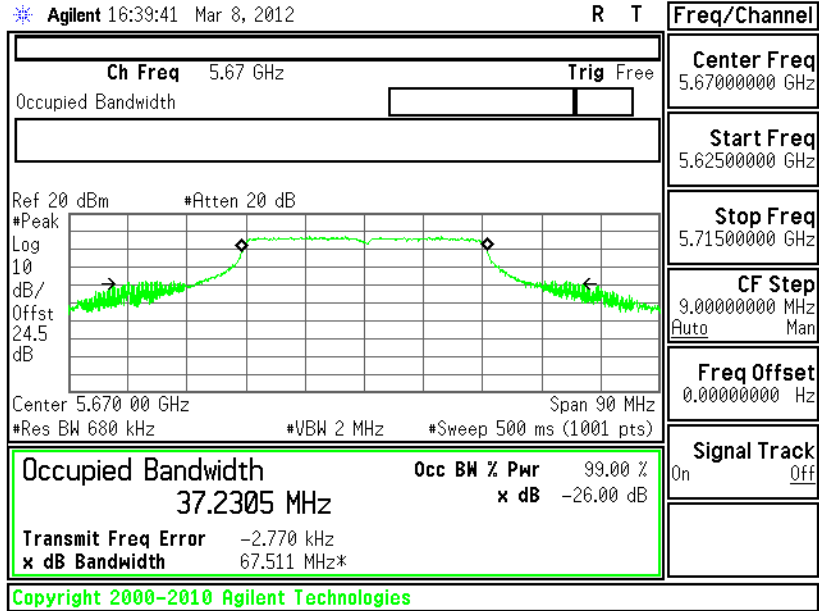 Agilent 16:39:41 Mar 8, 2012 R T
Freq/Channel
Ch Freq 5.67 GHz Trig Free
Occupied Bandwidth
Center Freq
5.67000000 GHz
Start Freq
5.62500000 GHz
Stop Freq
5.71500000 GHz
CF Step
9.00000000 MHz
Auto Man
Freq Offset
0.00000000 Hz
Signal Track
On Off
Ref 20 dBm #Atten 20 dB
#Peak
Log
10
dB/
Offst
24.5
dB
Center 5.670 00 GHz Span 90 MHz
#Res BW 680 kHz #VBW 2 MHz #Sweep 500 ms (1001 pts)
Occupied Bandwidth
37.2305 MHz
Occ BW % Pwr 99.00 %
x dB -26.00 dB
Transmit Freq Error -2.770 kHz
x dB Bandwidth 67.511 MHz*
Copyright 2000-2010 Agilent Technologies